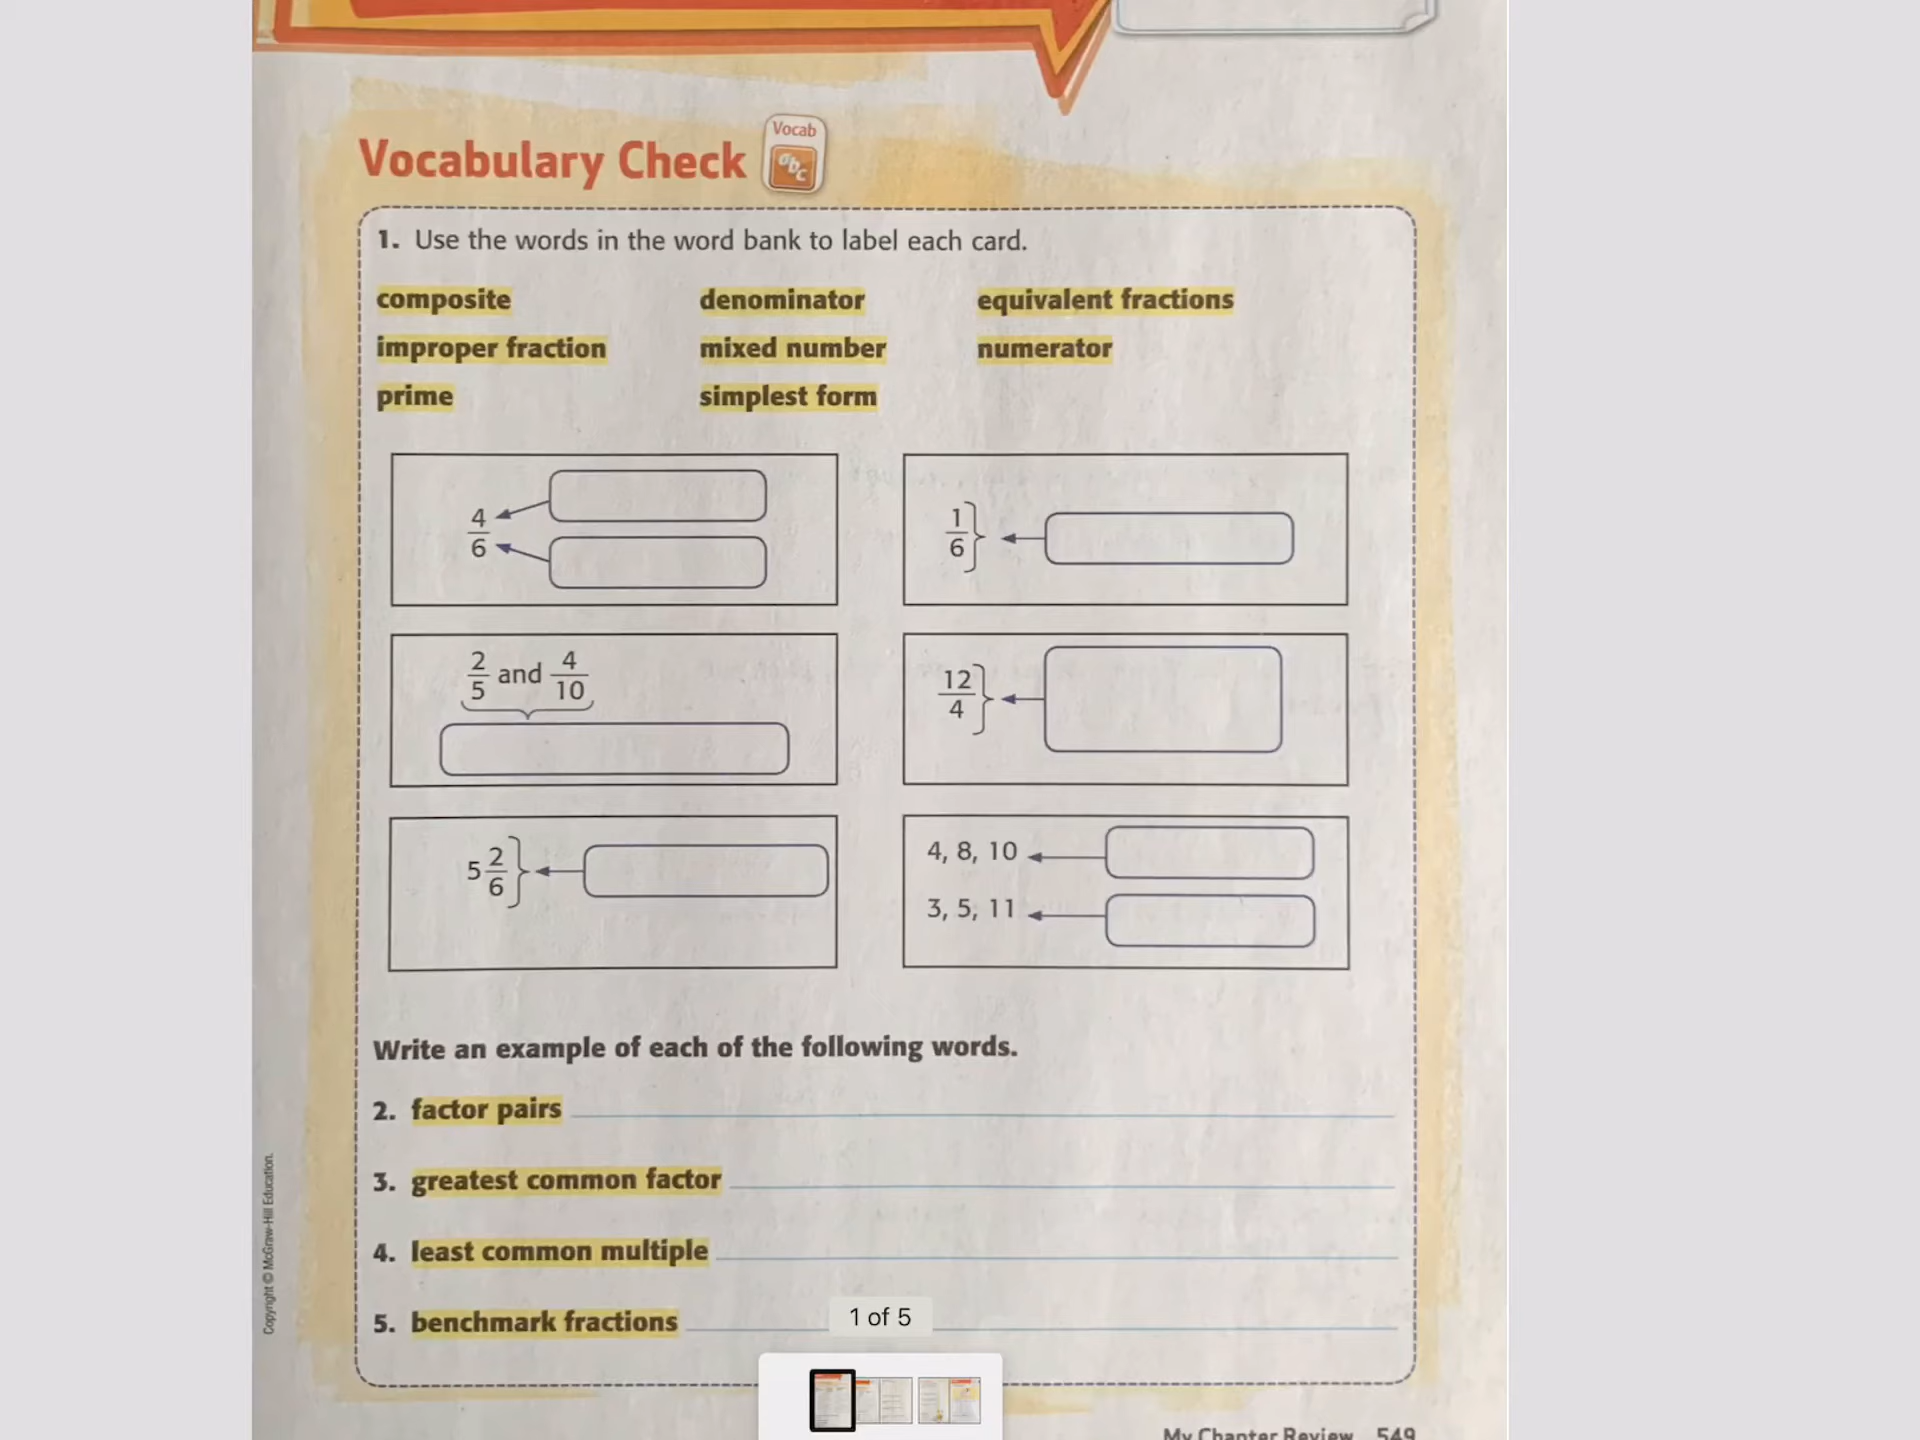 Vocab
abc
Vocabulary Check
1. Use the words in the word bank to label each card.
composite denominator equivalent fractions
improper fraction mixed number numerator
prime simplest form
4/6
1/6
2/5 and 4/10
12/4
5 2/6
4, 8, 10
3, 5, 11
Write an example of each of the following words.
2. factor pairs
3. greatest common factor
4. least common multiple
5. benchmark fractions
1 of 5
Copyright © McGraw-Hill Education.
My Chapter Review 549